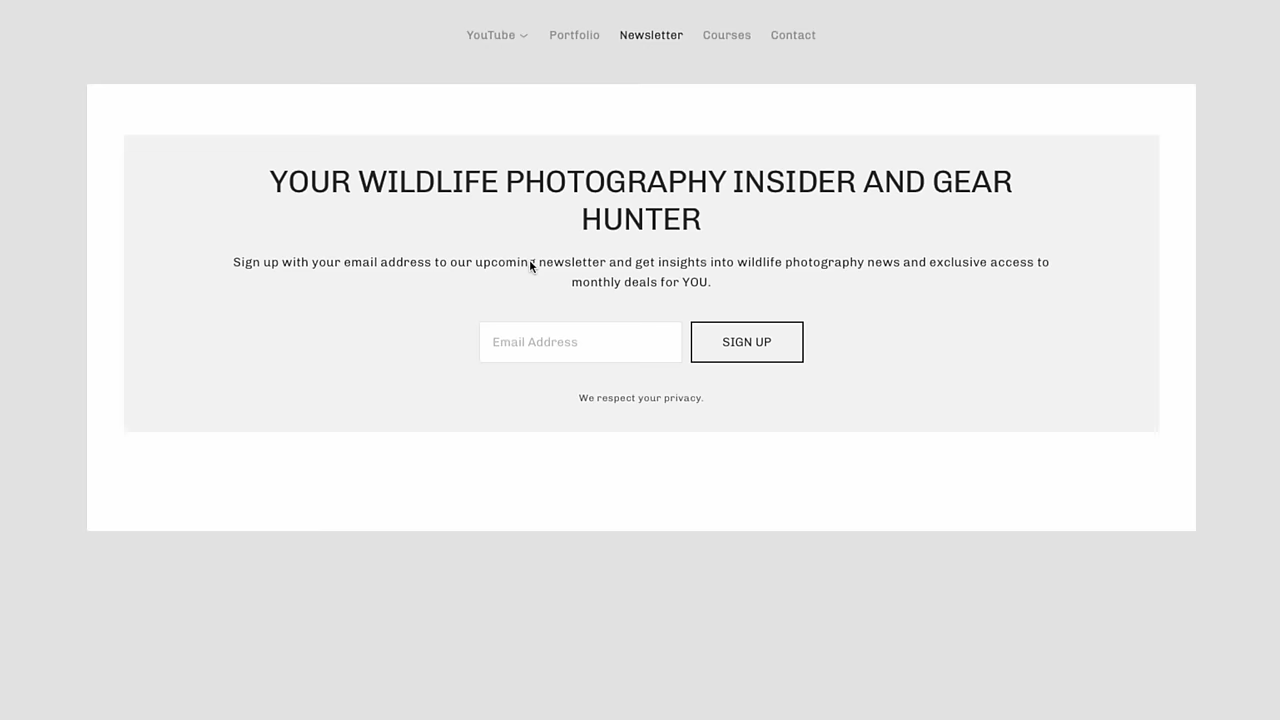 YouTube Portfolio Newsletter Courses Contact
YOUR WILDLIFE PHOTOGRAPHY INSIDER AND GEAR
HUNTER
Sign up with your email address to our upcoming newsletter and get insights into wildlife photography news and exclusive access to
monthly deals for YOU.
Email Address SIGN UP
We respect your privacy.